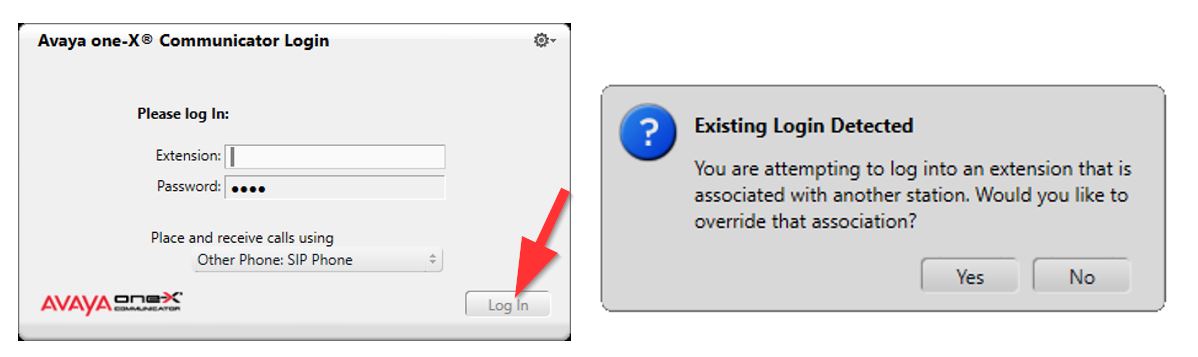 Avaya one-X® Communicator Login
Please log In:
Extension:
Password: ●●●●
Place and receive calls using
Other Phone: SIP Phone
AVAYA one-X®
COMMUNICATOR
Log In
?
Existing Login Detected
You are attempting to log into an extension that is
associated with another station. Would you like to
override that association?
Yes
No